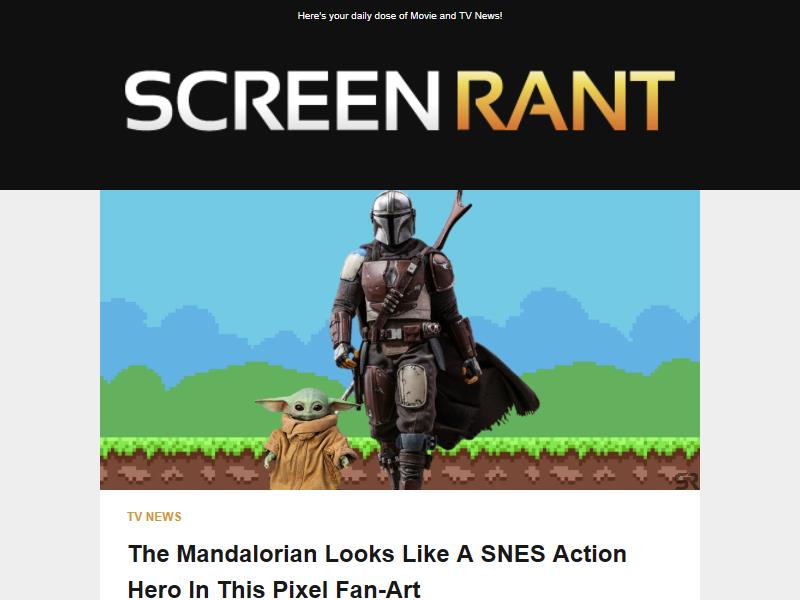 Here's your daily dose of Movie and TV News!
SCREEN RANT
SR
TV NEWS
The Mandalorian Looks Like A SNES Action
Hero In This Pixel Fan-Art